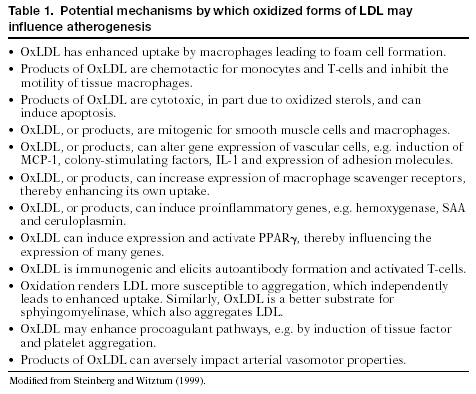 Table 1.  Potential mechanisms by which oxidized forms of LDL may
influence atherogenesis
• OxLDL has enhanced uptake by macrophages leading to foam cell formation.
• Products of OxLDL are chemotactic for monocytes and T-cells and inhibit the
motility of tissue macrophages.
• Products of OxLDL are cytotoxic, in part due to oxidized sterols, and can
induce apoptosis.
• OxLDL, or products, are mitogenic for smooth muscle cells and macrophages.
• OxLDL, or products, can alter gene expression of vascular cells, e.g. induction of
MCP-1, colony-stimulating factors, IL-1 and expression of adhesion molecules.
• OxLDL, or products, can increase expression of macrophage scavenger receptors,
thereby enhancing its own uptake.
• OxLDL, or products, can induce proinflammatory genes, e.g. hemoxygenase, SAA
and ceruloplasmin.
• OxLDL can induce expression and activate PPARγ, thereby influencing the
expression of many genes.
• OxLDL is immunogenic and elicits autoantibody formation and activated T-cells.
• Oxidation renders LDL more susceptible to aggregation, which independently
leads to enhanced uptake. Similarly, OxLDL is a better substrate for
sphyingomyelinase, which also aggregates LDL.
• OxLDL may enhance procoagulant pathways, e.g. by induction of tissue factor
and platelet aggregation.
• Products of OxLDL can aversely impact arterial vasomotor properties.
Modified from Steinberg and Witztum (1999).